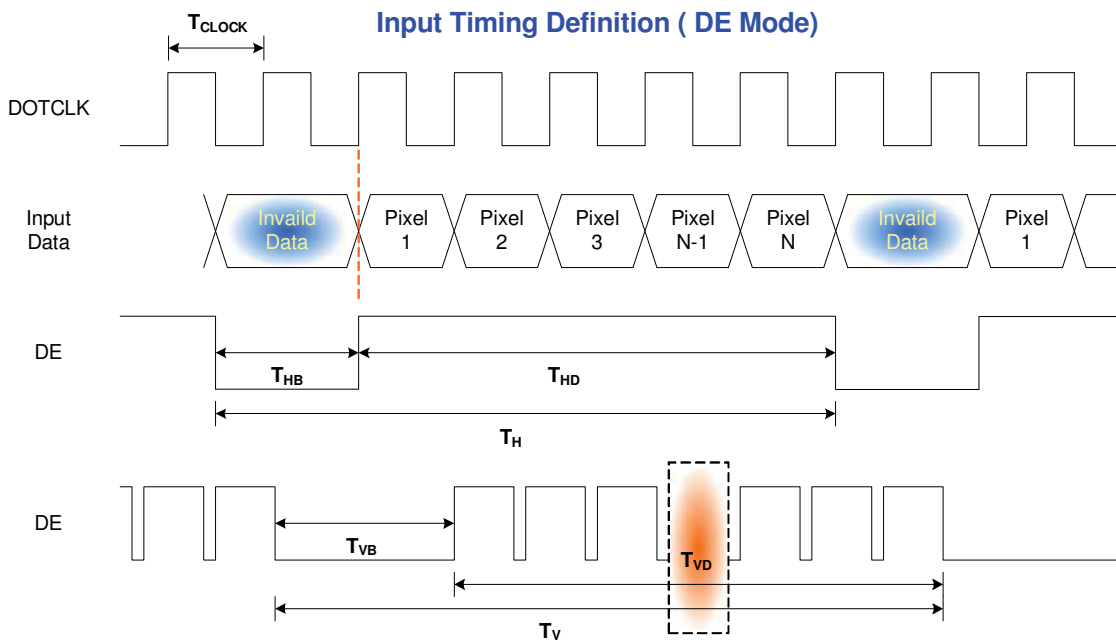 Input Timing Definition ( DE Mode)
TCLOCK
DOTCLK
Input
Data
Invaild
Data
Pixel
1
Pixel
2
Pixel
3
Pixel
N-1
Pixel
N
Invaild
Data
Pixel
1
DE
THB
THD
TH
DE
TVB
TVD
TV